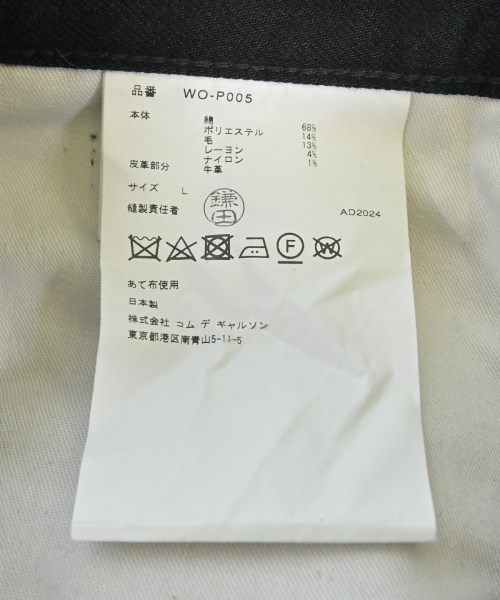 品番 WO-P005
本体 綿 68%
ポリエステル 14%
毛 13%
レーヨン 4%
ナイロン 1%
皮革部分 牛革
サイズ L
縫製責任者 鎌田 AD2024
F W
あて布使用
日本製
株式会社 コム デ ギャルソン
東京都港区南青山5-11-5